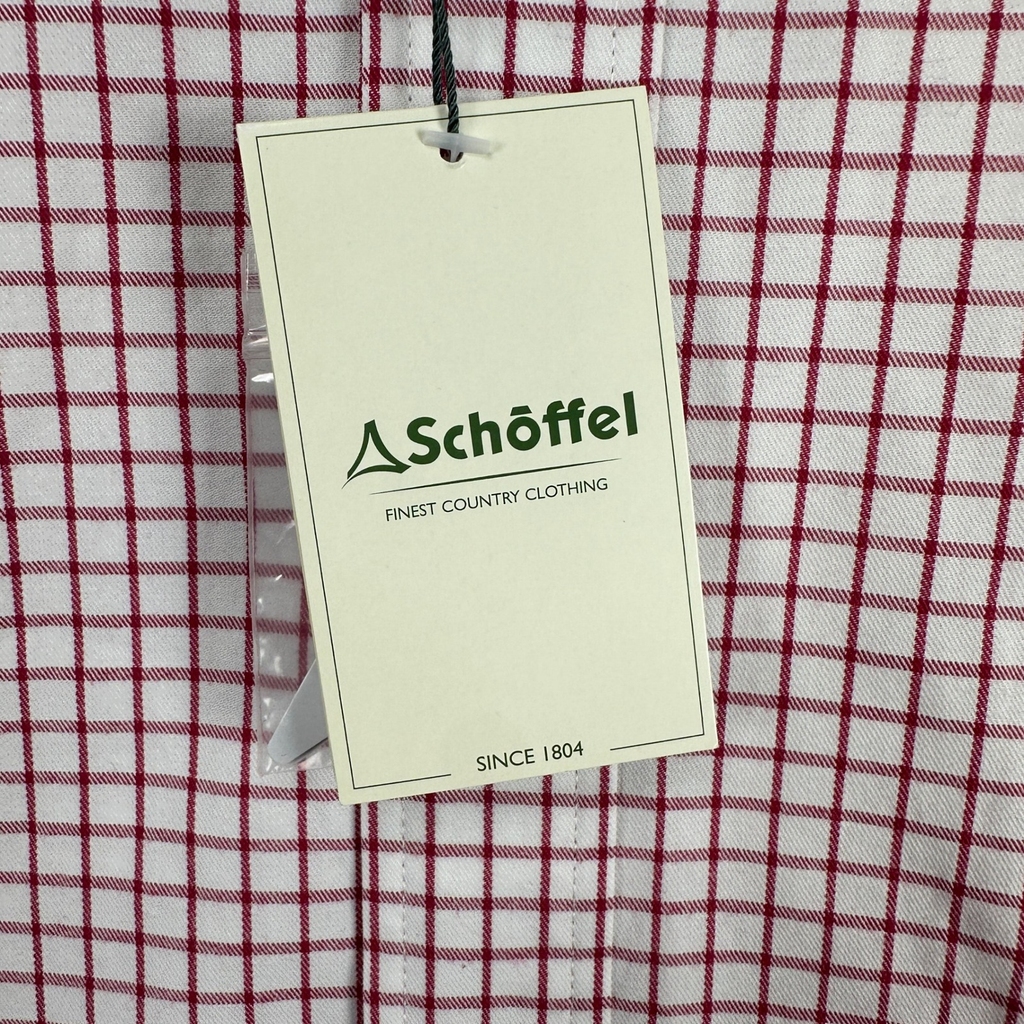 Schöffel
FINEST COUNTRY CLOTHING
SINCE 1804